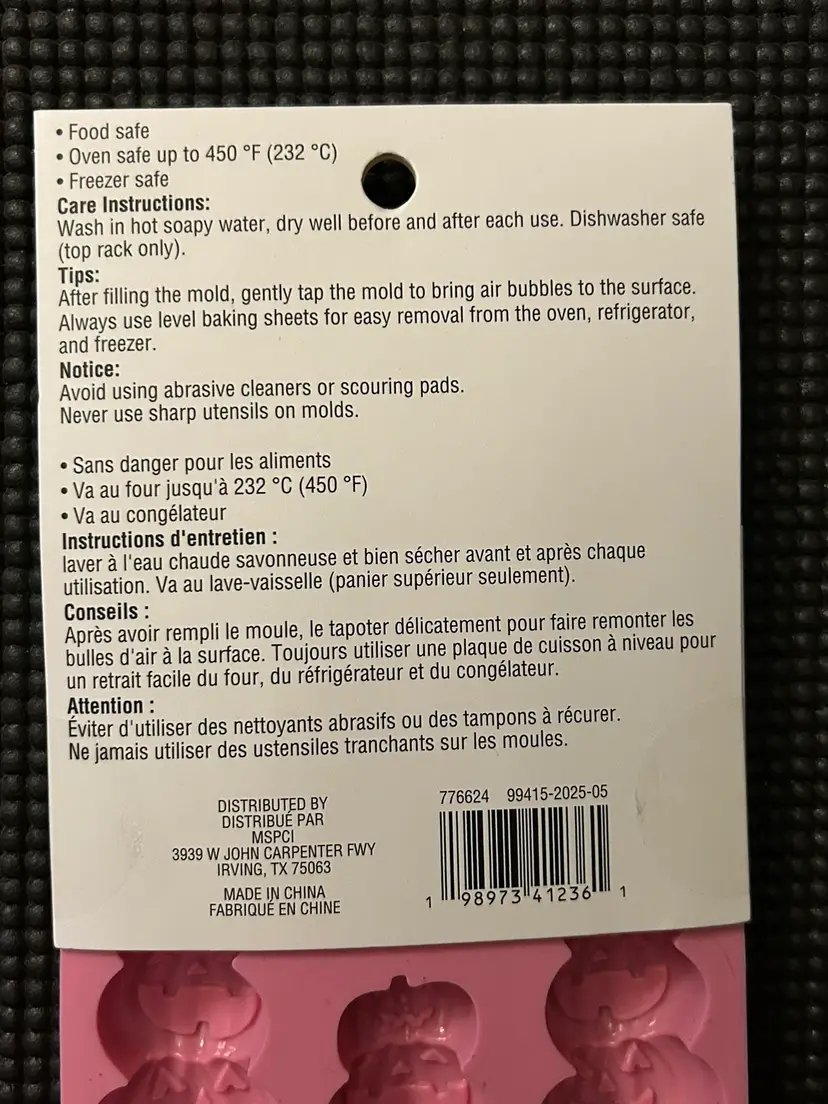 • Food safe
• Oven safe up to 450 °F (232 °C)
• Freezer safe
Care Instructions:
Wash in hot soapy water, dry well before and after each use. Dishwasher safe
(top rack only).
Tips:
After filling the mold, gently tap the mold to bring air bubbles to the surface.
Always use level baking sheets for easy removal from the oven, refrigerator,
and freezer.
Notice:
Avoid using abrasive cleaners or scouring pads.
Never use sharp utensils on molds.
• Sans danger pour les aliments
• Va au four jusqu'à 232 °C (450 °F)
• Va au congélateur
Instructions d'entretien :
laver à l'eau chaude savonneuse et bien sécher avant et après chaque
utilisation. Va au lave-vaisselle (panier supérieur seulement).
Conseils :
Après avoir rempli le moule, le tapoter délicatement pour faire remonter les
bulles d'air à la surface. Toujours utiliser une plaque de cuisson à niveau pour
un retrait facile du four, du réfrigérateur et du congélateur.
Attention :
Éviter d'utiliser des nettoyants abrasifs ou des tampons à récurer.
Ne jamais utiliser des ustensiles tranchants sur les moules.
DISTRIBUTED BY
DISTRIBUÉ PAR
MSPCI
3939 W JOHN CARPENTER FWY
IRVING, TX 75063
MADE IN CHINA
FABRIQUÉ EN CHINE
776624 99415-2025-05
1 98973 41236 1